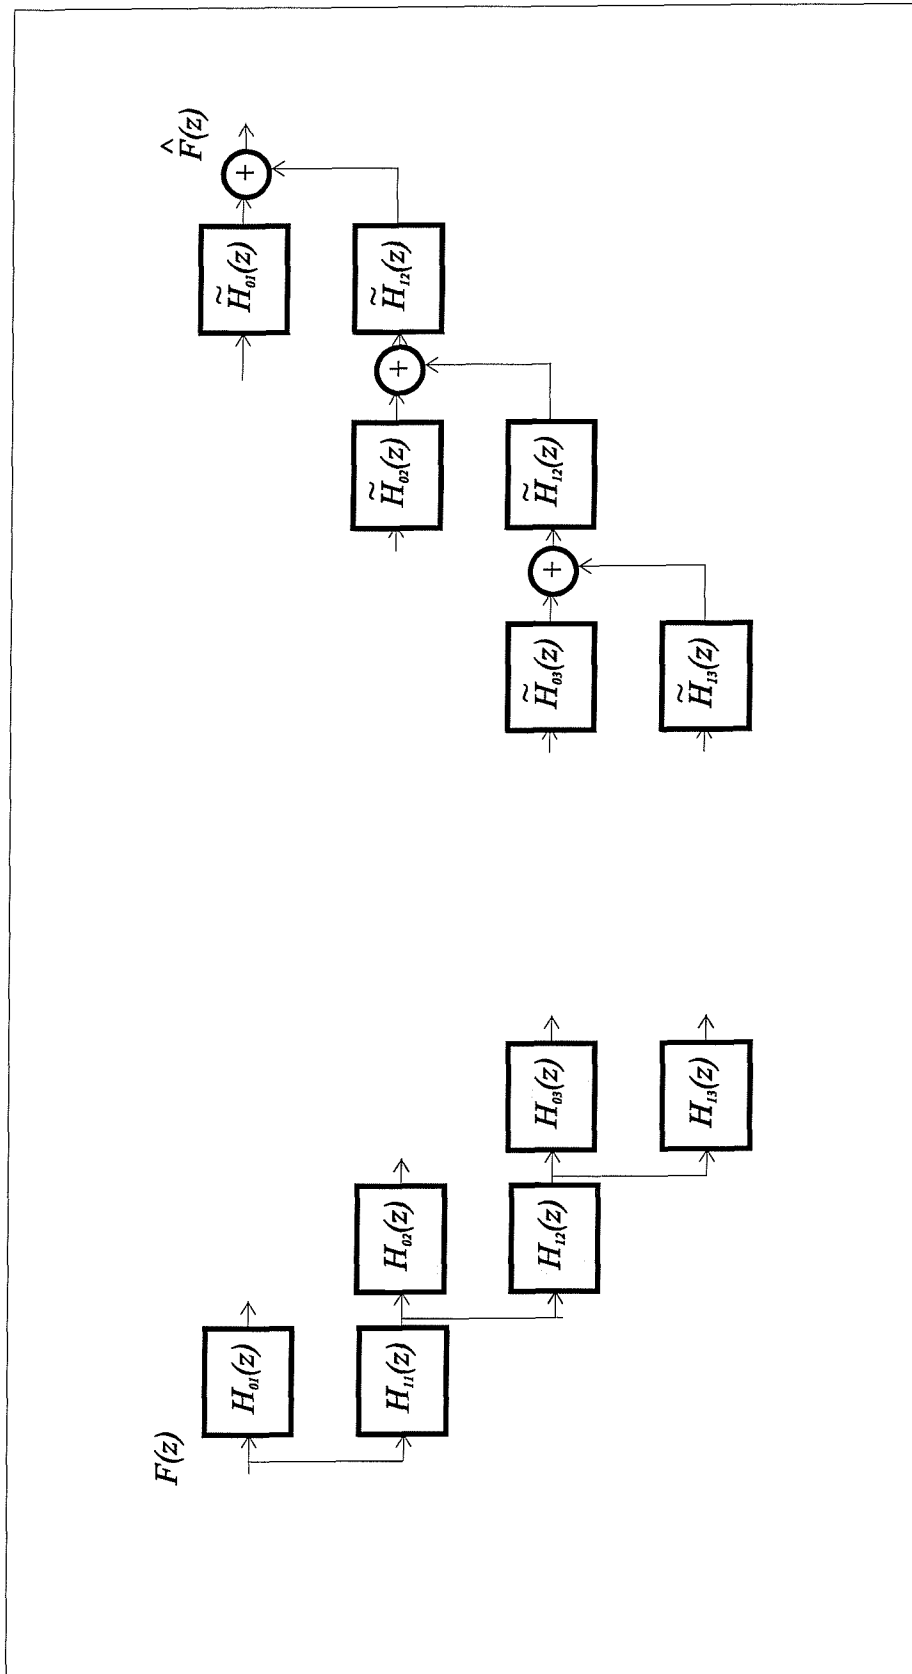 F(z)
H₀₁(z)
H₁₁(z)
H₀₂(z)
H₁₂(z)
H₀₃(z)
H₁₃(z)
H̃₀₃(z)
H̃₁₃(z)
+
H̃₀₂(z)
H̃₁₂(z)
+
H̃₀₁(z)
H̃₁₂(z)
+
F̂(z)